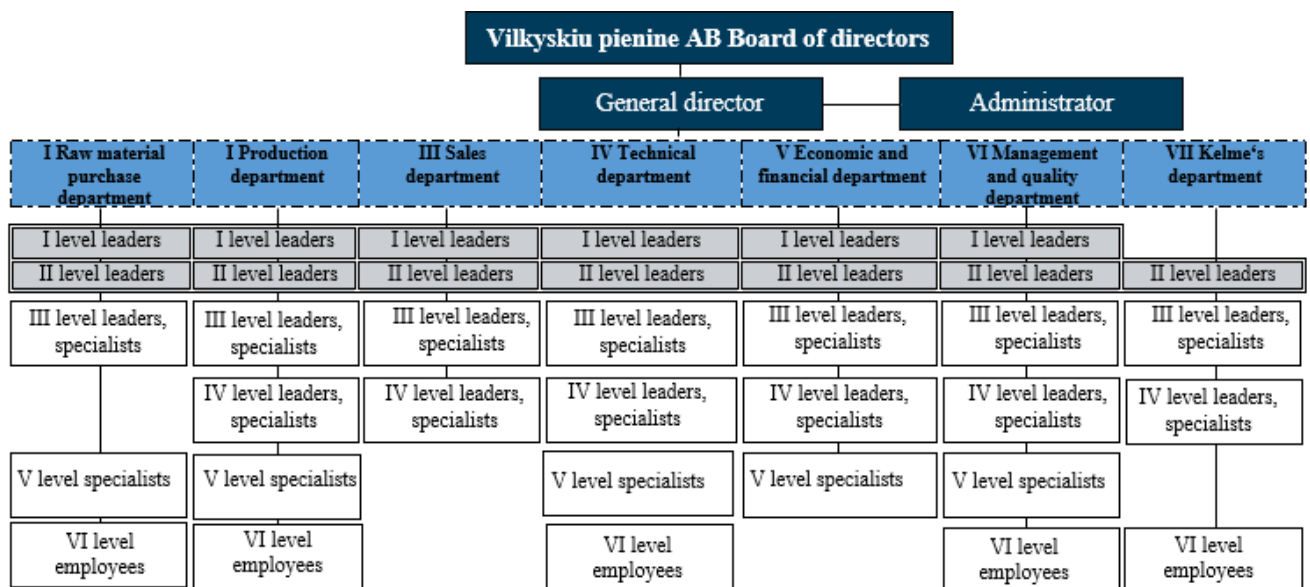 Vilkyskiu pienine AB Board of directors
General director
Administrator
I Raw material
purchase
department
I Production
department
III Sales
department
IV Technical
department
V Economic and
financial department
VI Management
and quality
department
VII Kelme‘s
department
I level leaders
I level leaders
I level leaders
I level leaders
I level leaders
I level leaders
II level leaders
II level leaders
II level leaders
II level leaders
II level leaders
II level leaders
II level leaders
III level leaders,
specialists
III level leaders,
specialists
III level leaders,
specialists
III level leaders,
specialists
III level leaders,
specialists
III level leaders,
specialists
III level leaders,
specialists
IV level leaders,
specialists
IV level leaders,
specialists
IV level leaders,
specialists
IV level leaders,
specialists
IV level leaders,
specialists
IV level leaders,
specialists
V level specialists
V level specialists
V level specialists
V level specialists
V level specialists
VI level
employees
VI level
employees
VI level
employees
VI level
employees
VI level
employees